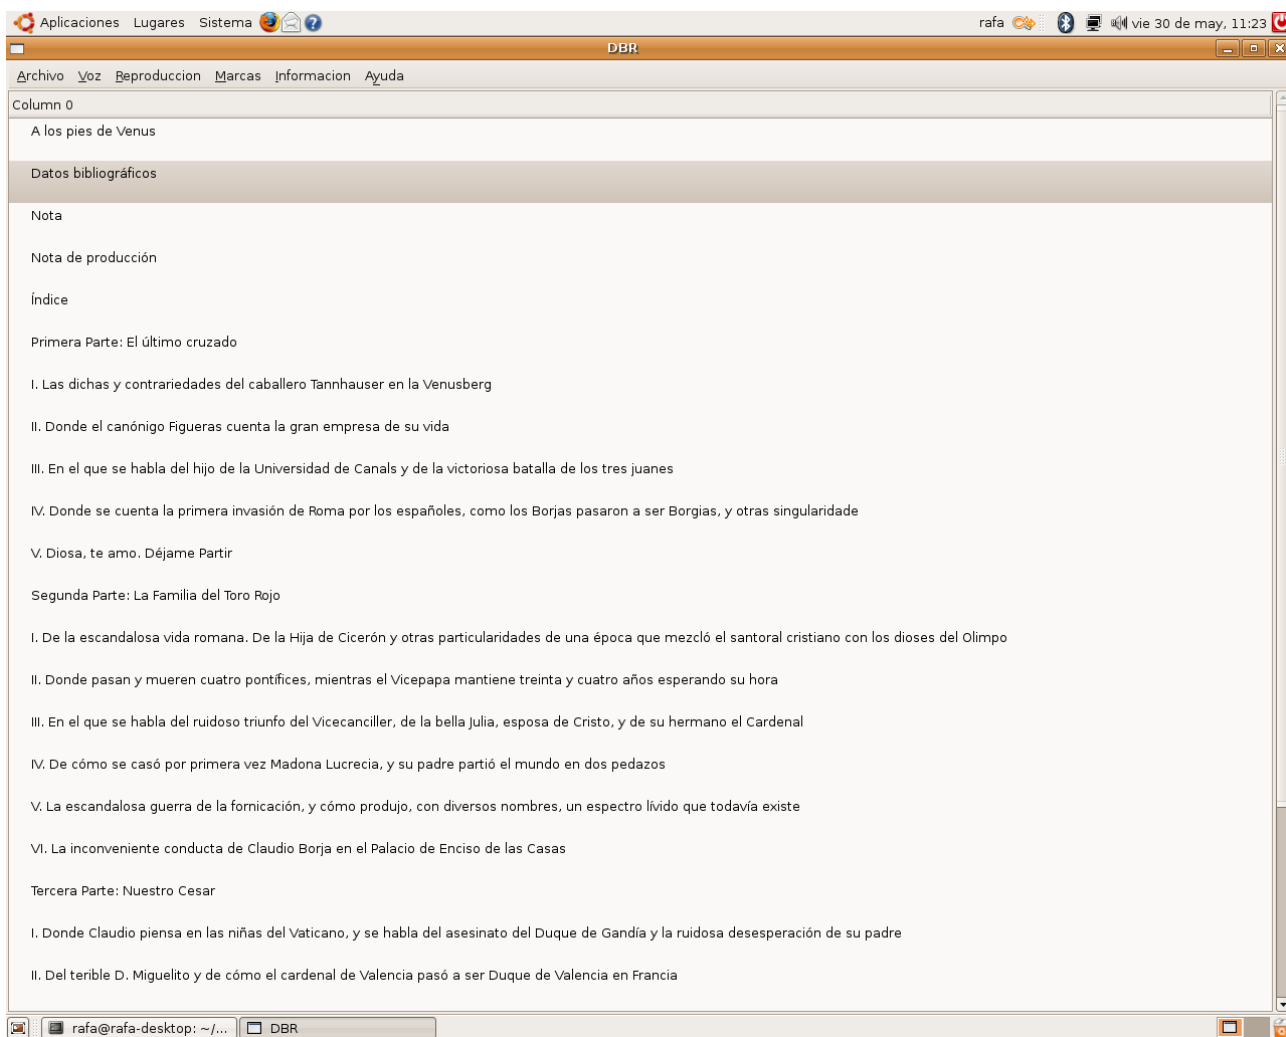 Aplicaciones Lugares Sistema rafa vie 30 de may, 11:23
DBR
Archivo Voz Reproduccion Marcas Informacion Ayuda
Column 0
A los pies de Venus
Datos bibliográficos
Nota
Nota de producción
Índice
Primera Parte: El último cruzado
I. Las dichas y contrariedades del caballero Tannhauser en la Venusberg
II. Donde el canónigo Figueras cuenta la gran empresa de su vida
III. En el que se habla del hijo de la Universidad de Canals y de la victoriosa batalla de los tres juanes
IV. Donde se cuenta la primera invasión de Roma por los españoles, como los Borjas pasaron a ser Borgias, y otras singularidade
V. Diosa, te amo. Déjame Partir
Segunda Parte: La Familia del Toro Rojo
I. De la escandalosa vida romana. De la Hija de Cicerón y otras particularidades de una época que mezcló el santoral cristiano con los dioses del Olimpo
II. Donde pasan y mueren cuatro pontífices, mientras el Vicepapa mantiene treinta y cuatro años esperando su hora
III. En el que se habla del ruidoso triunfo del Vicecanciller, de la bella Julia, esposa de Cristo, y de su hermano el Cardenal
IV. De cómo se casó por primera vez Madona Lucrecia, y su padre partió el mundo en dos pedazos
V. La escandalosa guerra de la fornicación, y cómo produjo, con diversos nombres, un espectro lívido que todavía existe
VI. La inconveniente conducta de Claudio Borja en el Palacio de Enciso de las Casas
Tercera Parte: Nuestro Cesar
I. Donde Claudio piensa en las niñas del Vaticano, y se habla del asesinato del Duque de Gandía y la ruidosa desesperación de su padre
II. Del terible D. Miguelito y de cómo el cardenal de Valencia pasó a ser Duque de Valencia en Francia
rafa@rafa-desktop: ~/... DBR